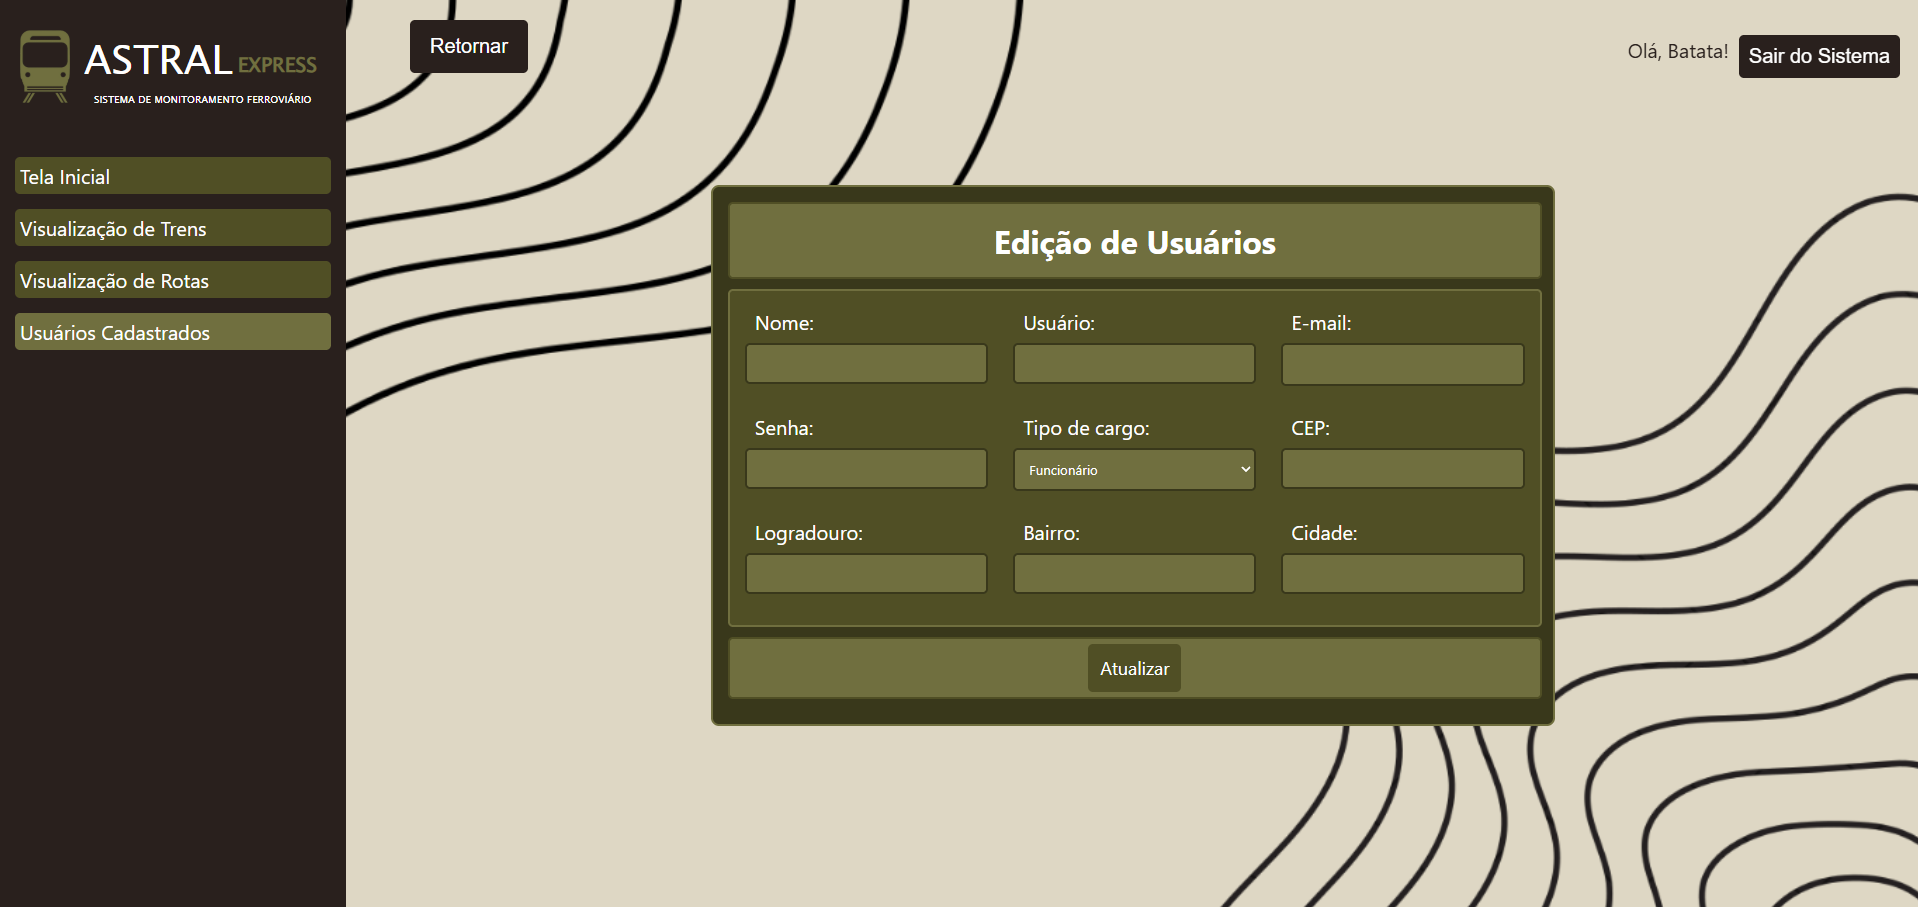 ASTRAL EXPRESS
SISTEMA DE MONITORAMENTO FERROVIÁRIO
Tela Inicial
Visualização de Trens
Visualização de Rotas
Usuários Cadastrados
Retornar
Olá, Batata! Sair do Sistema
Edição de Usuários
Nome: Usuário: E-mail:
Senha: Tipo de cargo: CEP:
Funcionário
Logradouro: Bairro: Cidade:
Atualizar